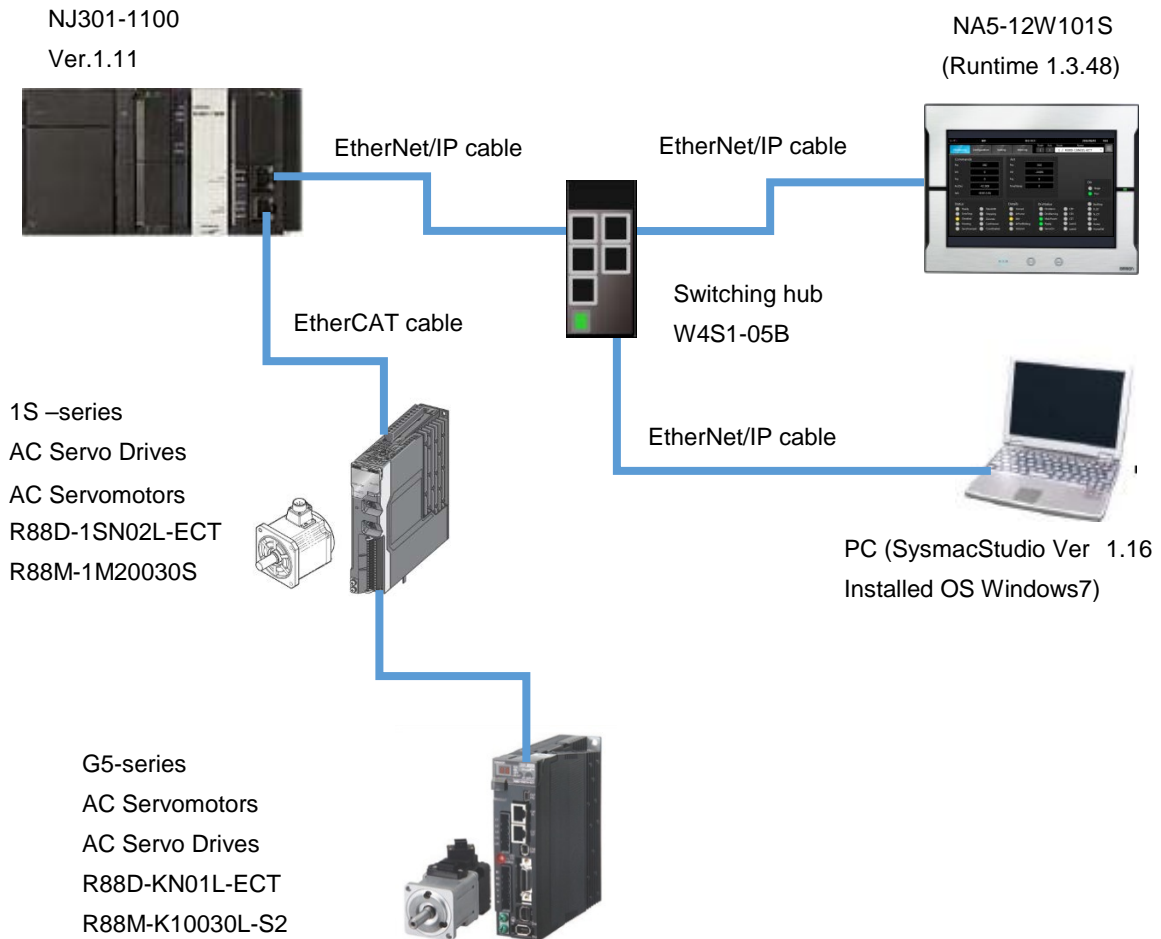 NJ301-1100
Ver.1.11
NA5-12W101S
(Runtime 1.3.48)
EtherNet/IP cable
EtherNet/IP cable
Switching hub
W4S1-05B
EtherCAT cable
1S –series
AC Servo Drives
AC Servomotors
R88D-1SN02L-ECT
R88M-1M20030S
EtherNet/IP cable
PC (SysmacStudio Ver 1.16
Installed OS Windows7)
G5-series
AC Servomotors
AC Servo Drives
R88D-KN01L-ECT
R88M-K10030L-S2